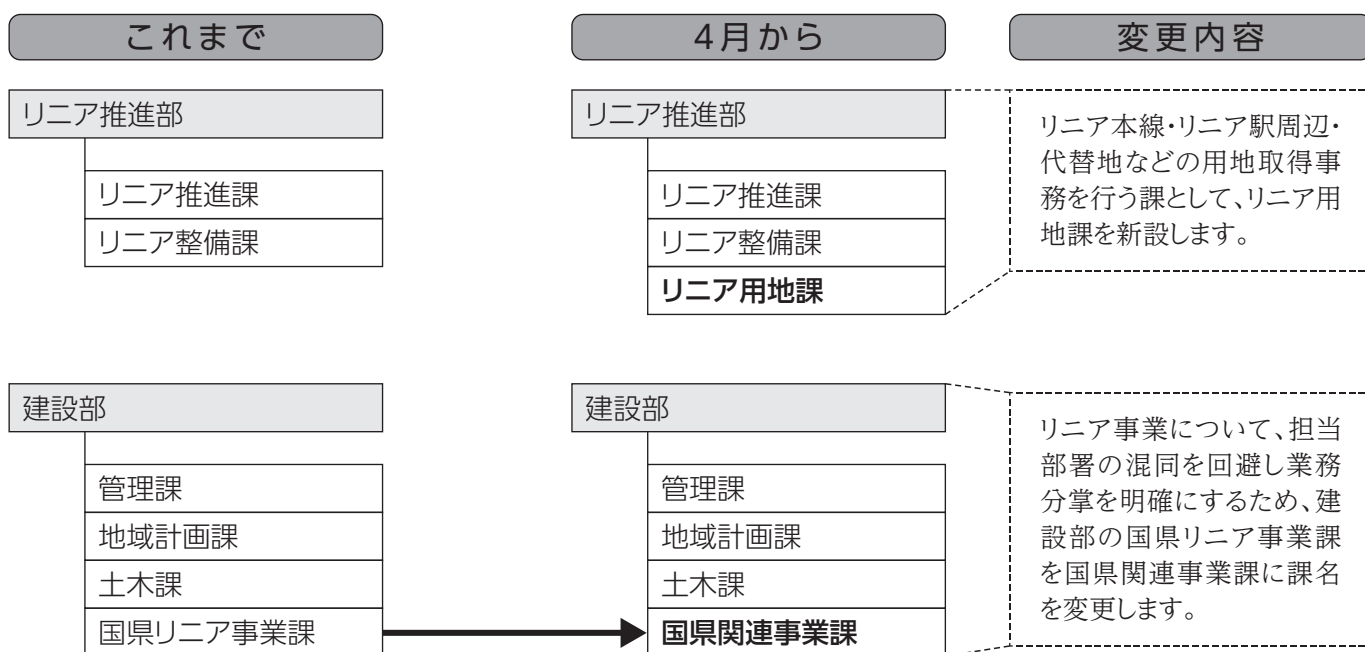 これまで
4月から
変更内容
リニア推進部
リニア推進課
リニア整備課
リニア推進部
リニア推進課
リニア整備課
リニア用地課
リニア本線・リニア駅周辺・
代替地などの用地取得事
務を行う課として、リニア用
地課を新設します。
建設部
管理課
地域計画課
土木課
国県リニア事業課
建設部
管理課
地域計画課
土木課
国県関連事業課
リニア事業について、担当
部署の混同を回避し業務
分掌を明確にするため、建
設部の国県リニア事業課
を国県関連事業課に課名
を変更します。